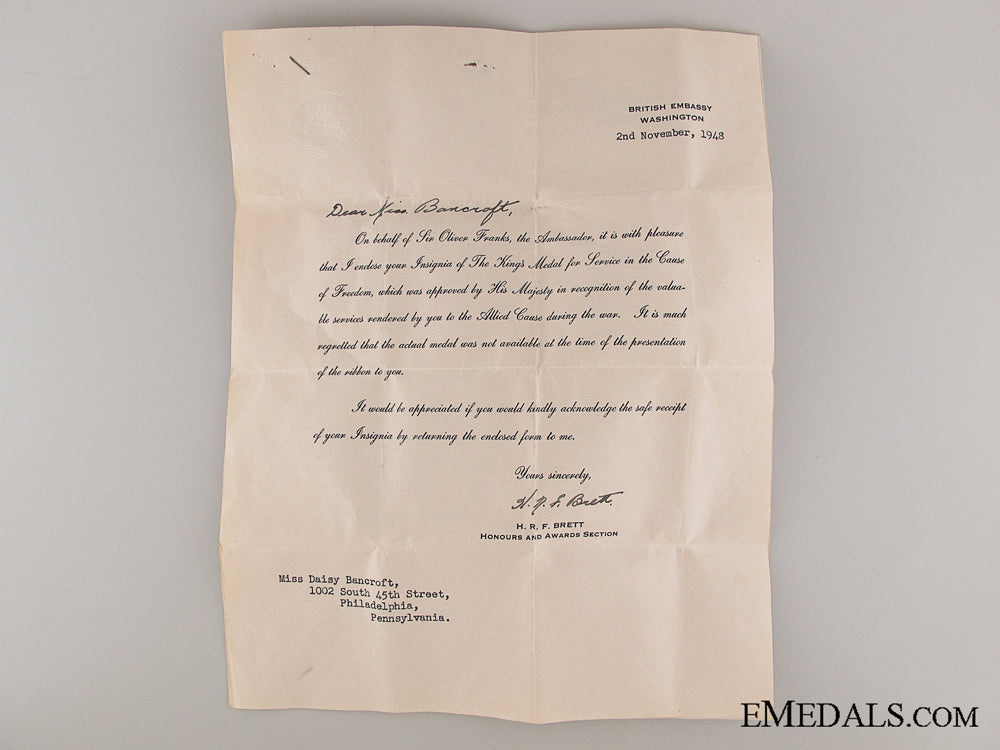 BRITISH EMBASSY
WASHINGTON
2nd November, 1948
Dear Miss Bancroft,
On behalf of Sir Oliver Franks, the Ambassador, it is with pleasure
that I enclose your Insignia of The King's Medal for Service in the Cause
of Freedom, which was approved by His Majesty in recognition of the valua-
ble services rendered by you to the Allied Cause during the war. It is much
regretted that the actual medal was not available at the time of the presentation
of the ribbon to you.
It would be appreciated if you would kindly acknowledge the safe receipt
of your Insignia by returning the enclosed form to me.
Yours sincerely,
H. R. F. Brett.
H. R. F. BRETT
HONOURS AND AWARDS SECTION
Miss Daisy Bancroft,
1002 South 45th Street,
Philadelphia,
Pennsylvania.
EMEDALS.COM